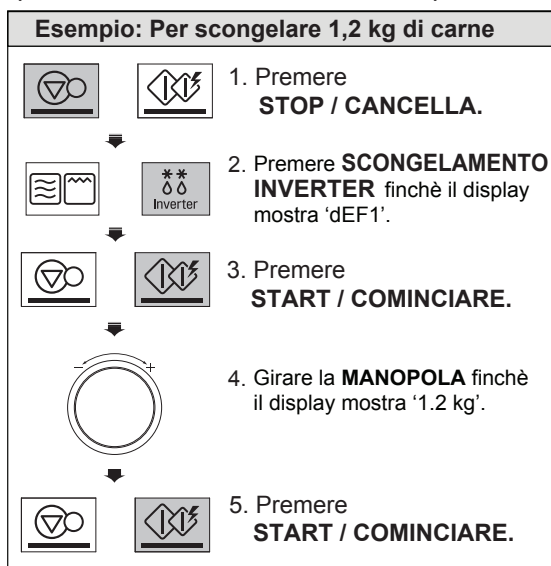 Esempio: Per scongelare 1,2 kg di carne
1. Premere
STOP / CANCELLA.
2. Premere SCONGELAMENTO
INVERTER finchè il display
mostra ‘dEF1’.
Inverter
3. Premere
START / COMINCIARE.
- +
4. Girare la MANOPOLA finchè
il display mostra ‘1.2 kg’.
5. Premere
START / COMINCIARE.